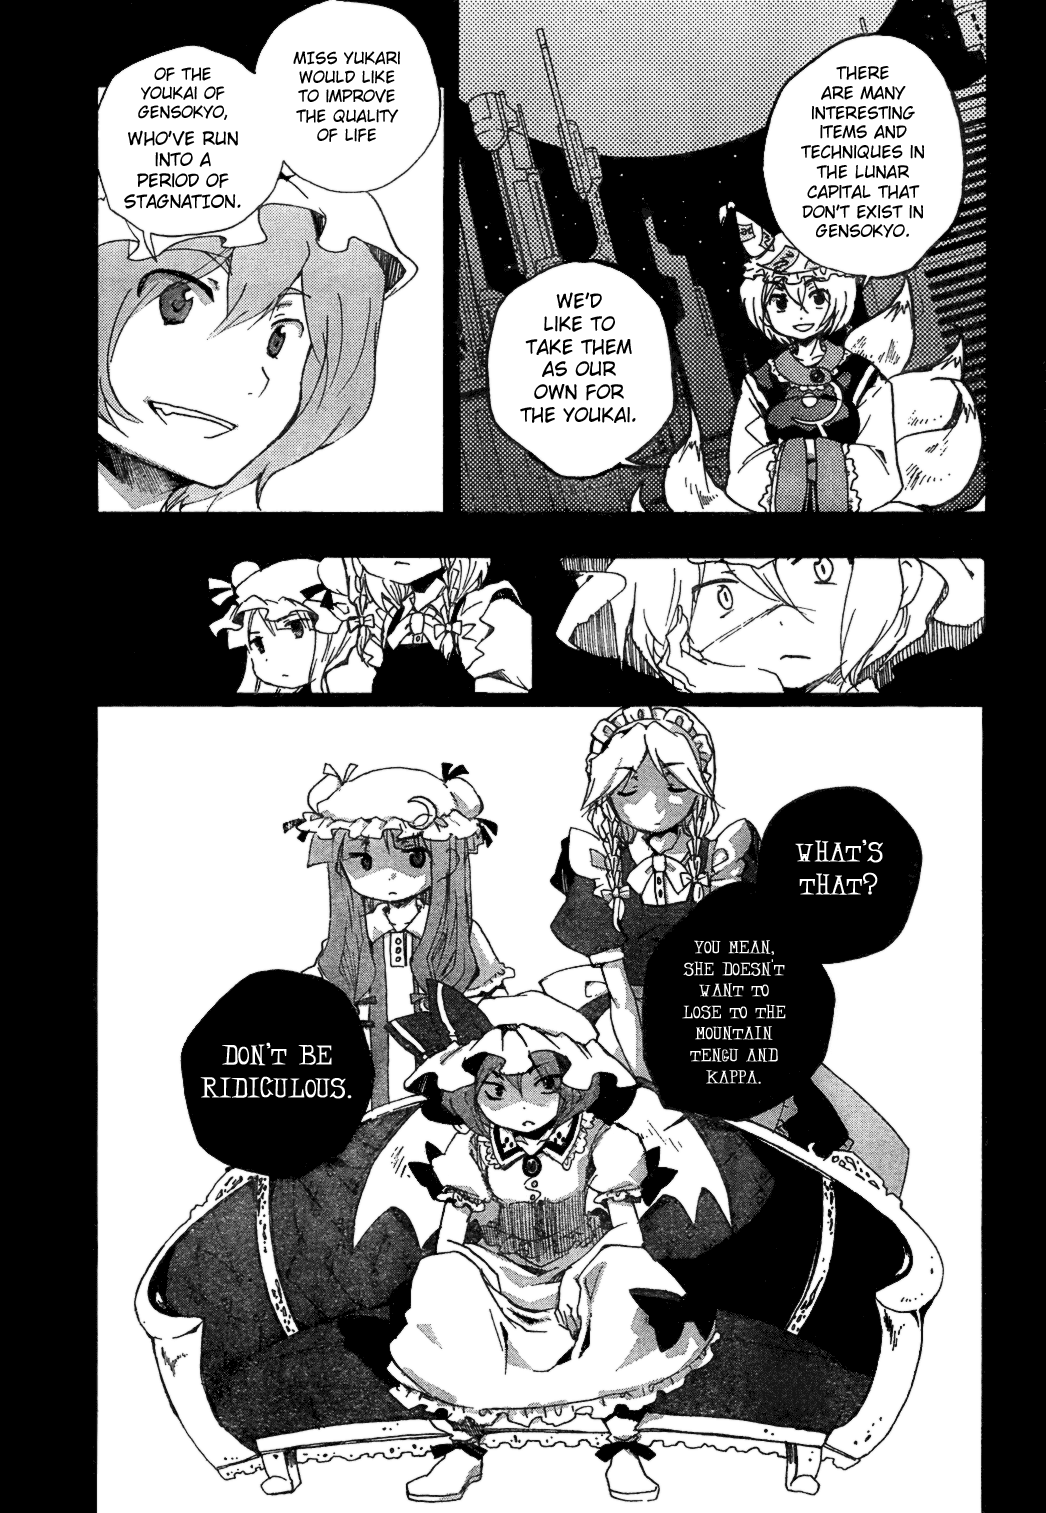 THERE
ARE MANY
INTERESTING
ITEMS AND
TECHNIQUES IN
THE LUNAR
CAPITAL THAT
DON'T EXIST IN
GENSOKYO.
WE'D
LIKE TO
TAKE THEM
AS OUR
OWN FOR
THE YOUKAI.
MISS YUKARI
WOULD LIKE
TO IMPROVE
THE QUALITY
OF LIFE
OF THE
YOUKAI OF
GENSOKYO,
WHO'VE RUN
INTO A
PERIOD OF
STAGNATION.
WHAT'S
THAT?
YOU MEAN,
SHE DOESN'T
WANT TO
LOSE TO THE
MOUNTAIN
TENGU AND
KAPPA.
DON'T BE
RIDICULOUS.